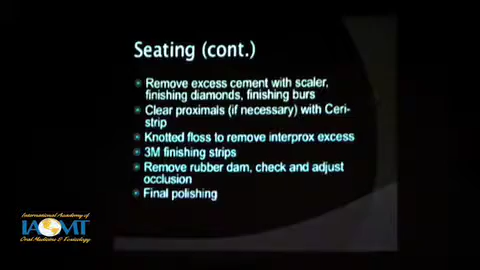 Seating (cont.)
Remove excess cement with scaler,
finishing diamonds, finishing burs
Clear proximals (if necessary) with Ceri-
strip
Knotted floss to remove interprox excess
3M finishing strips
Remove rubber dam, check and adjust
occlusion
Final polishing
International Academy of
IAOMT
Oral Medicine & Toxicology